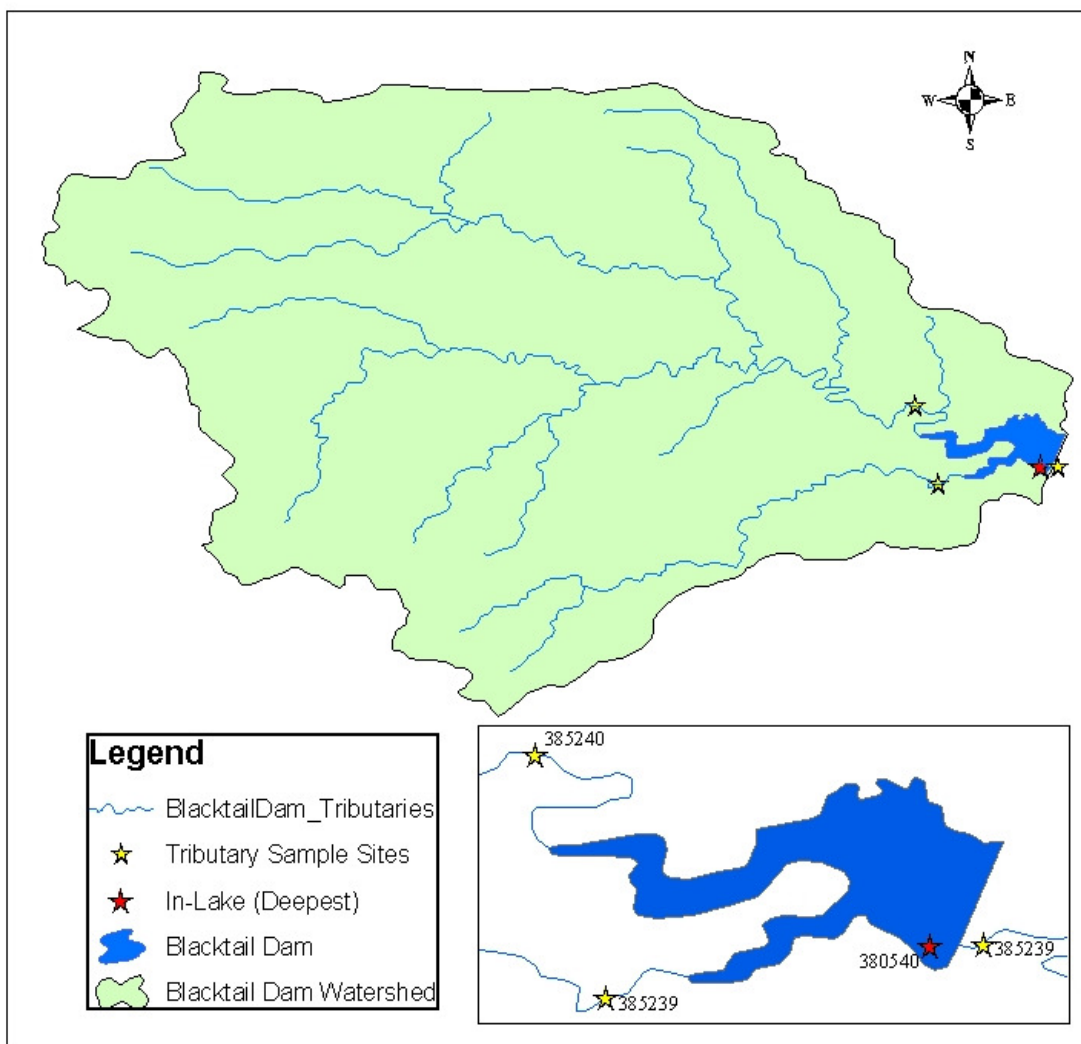 N
W E
S
Legend
BlacktailDam_Tributaries
Tributary Sample Sites
In-Lake (Deepest)
Blacktail Dam
Blacktail Dam Watershed
385240
380540
385239
385239